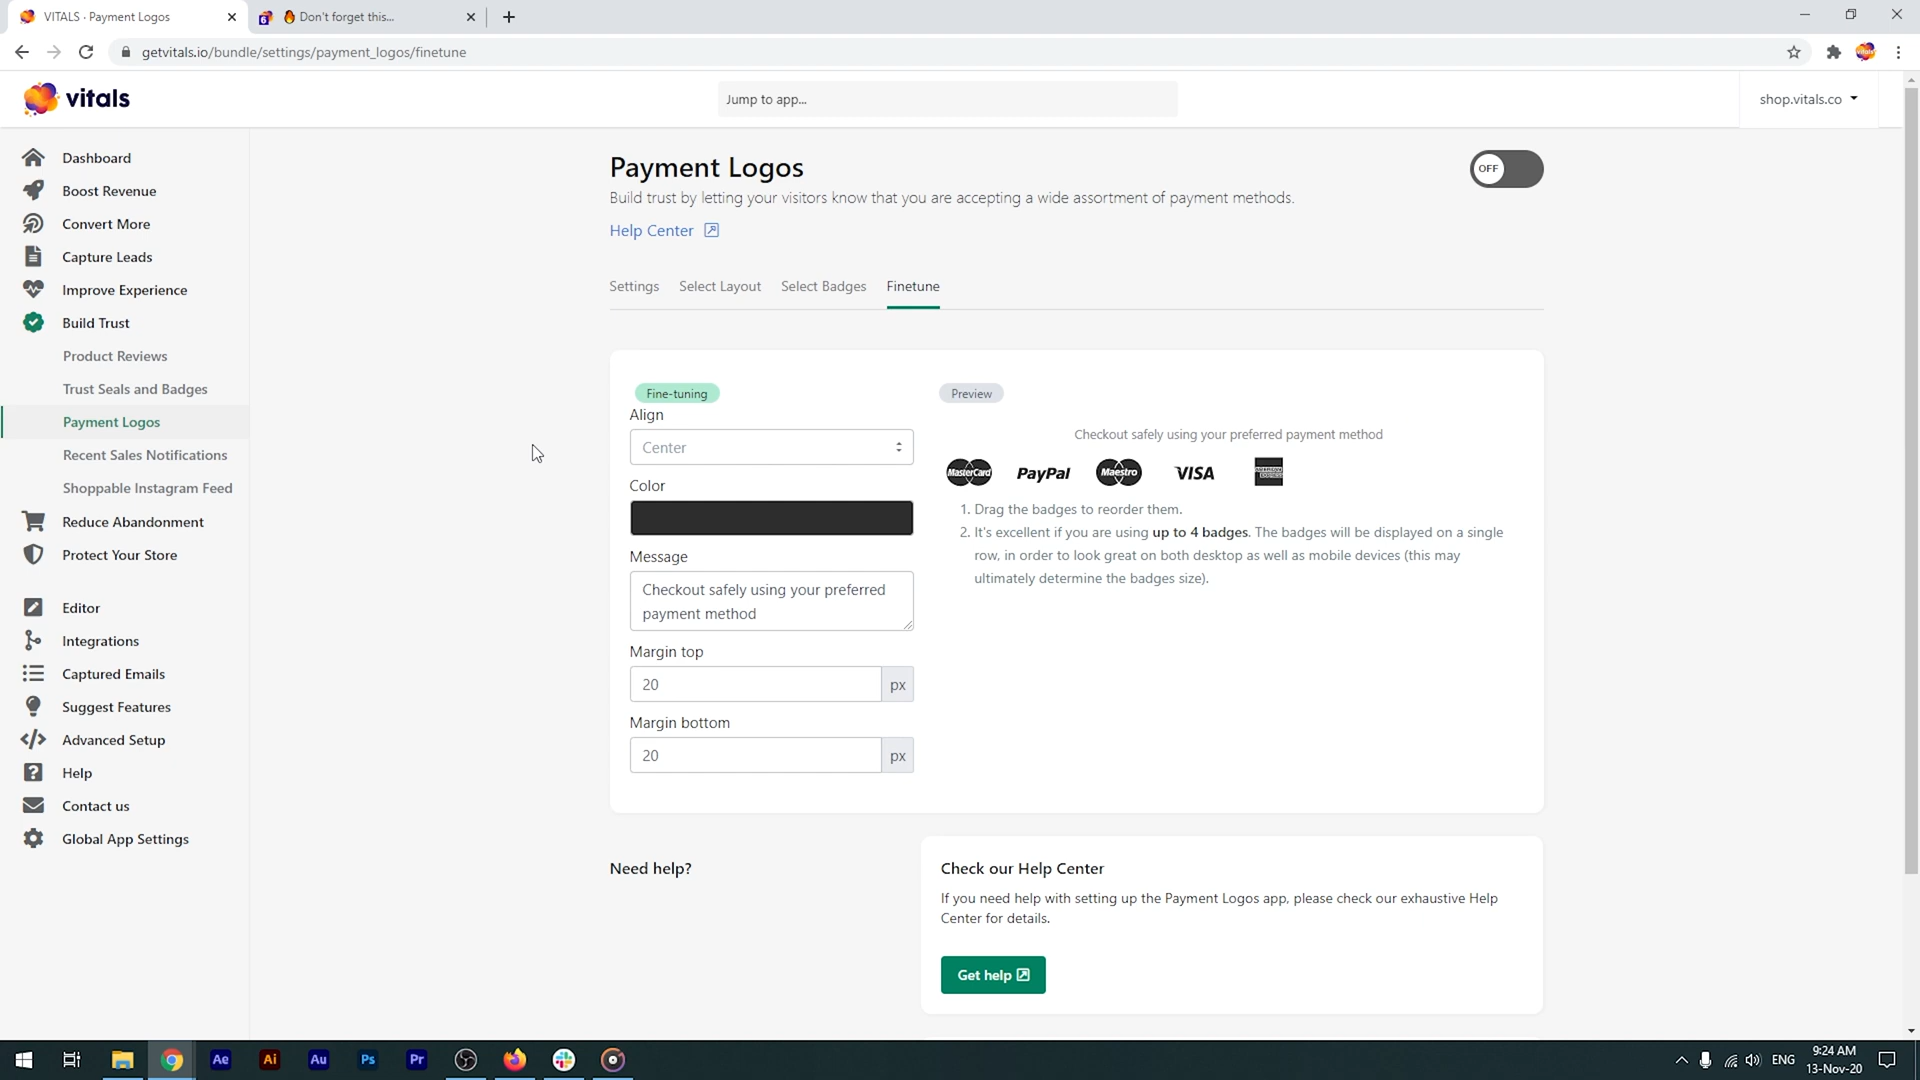 VITALS · Payment Logos
6
Don't forget this...
getvitals.io/bundle/settings/payment_logos/finetune
vitals
vitals
Jump to app...
shop.vitals.co
Dashboard
Boost Revenue
Convert More
Capture Leads
Improve Experience
Build Trust
Product Reviews
Trust Seals and Badges
Payment Logos
Recent Sales Notifications
Shoppable Instagram Feed
Reduce Abandonment
Protect Your Store
Editor
Integrations
Captured Emails
Suggest Features
Advanced Setup
Help
Contact us
Global App Settings
Payment Logos
OFF
Build trust by letting your visitors know that you are accepting a wide assortment of payment methods.
Help Center
Settings
Select Layout
Select Badges
Finetune
Fine-tuning
Align
Center
Color
Message
Checkout safely using your preferred
payment method
Margin top
20
px
Margin bottom
20
px
Preview
Checkout safely using your preferred payment method
MasterCard
PayPal
Maestro
VISA
AMERICAN EXPRESS
1. Drag the badges to reorder them.
2. It's excellent if you are using up to 4 badges. The badges will be displayed on a single
row, in order to look great on both desktop as well as mobile devices (this may
ultimately determine the badges size).
Need help?
Check our Help Center
If you need help with setting up the Payment Logos app, please check our exhaustive Help
Center for details.
Get help
Ae
Ai
Au
Ps
Pr
ENG
9:24 AM
13-Nov-20